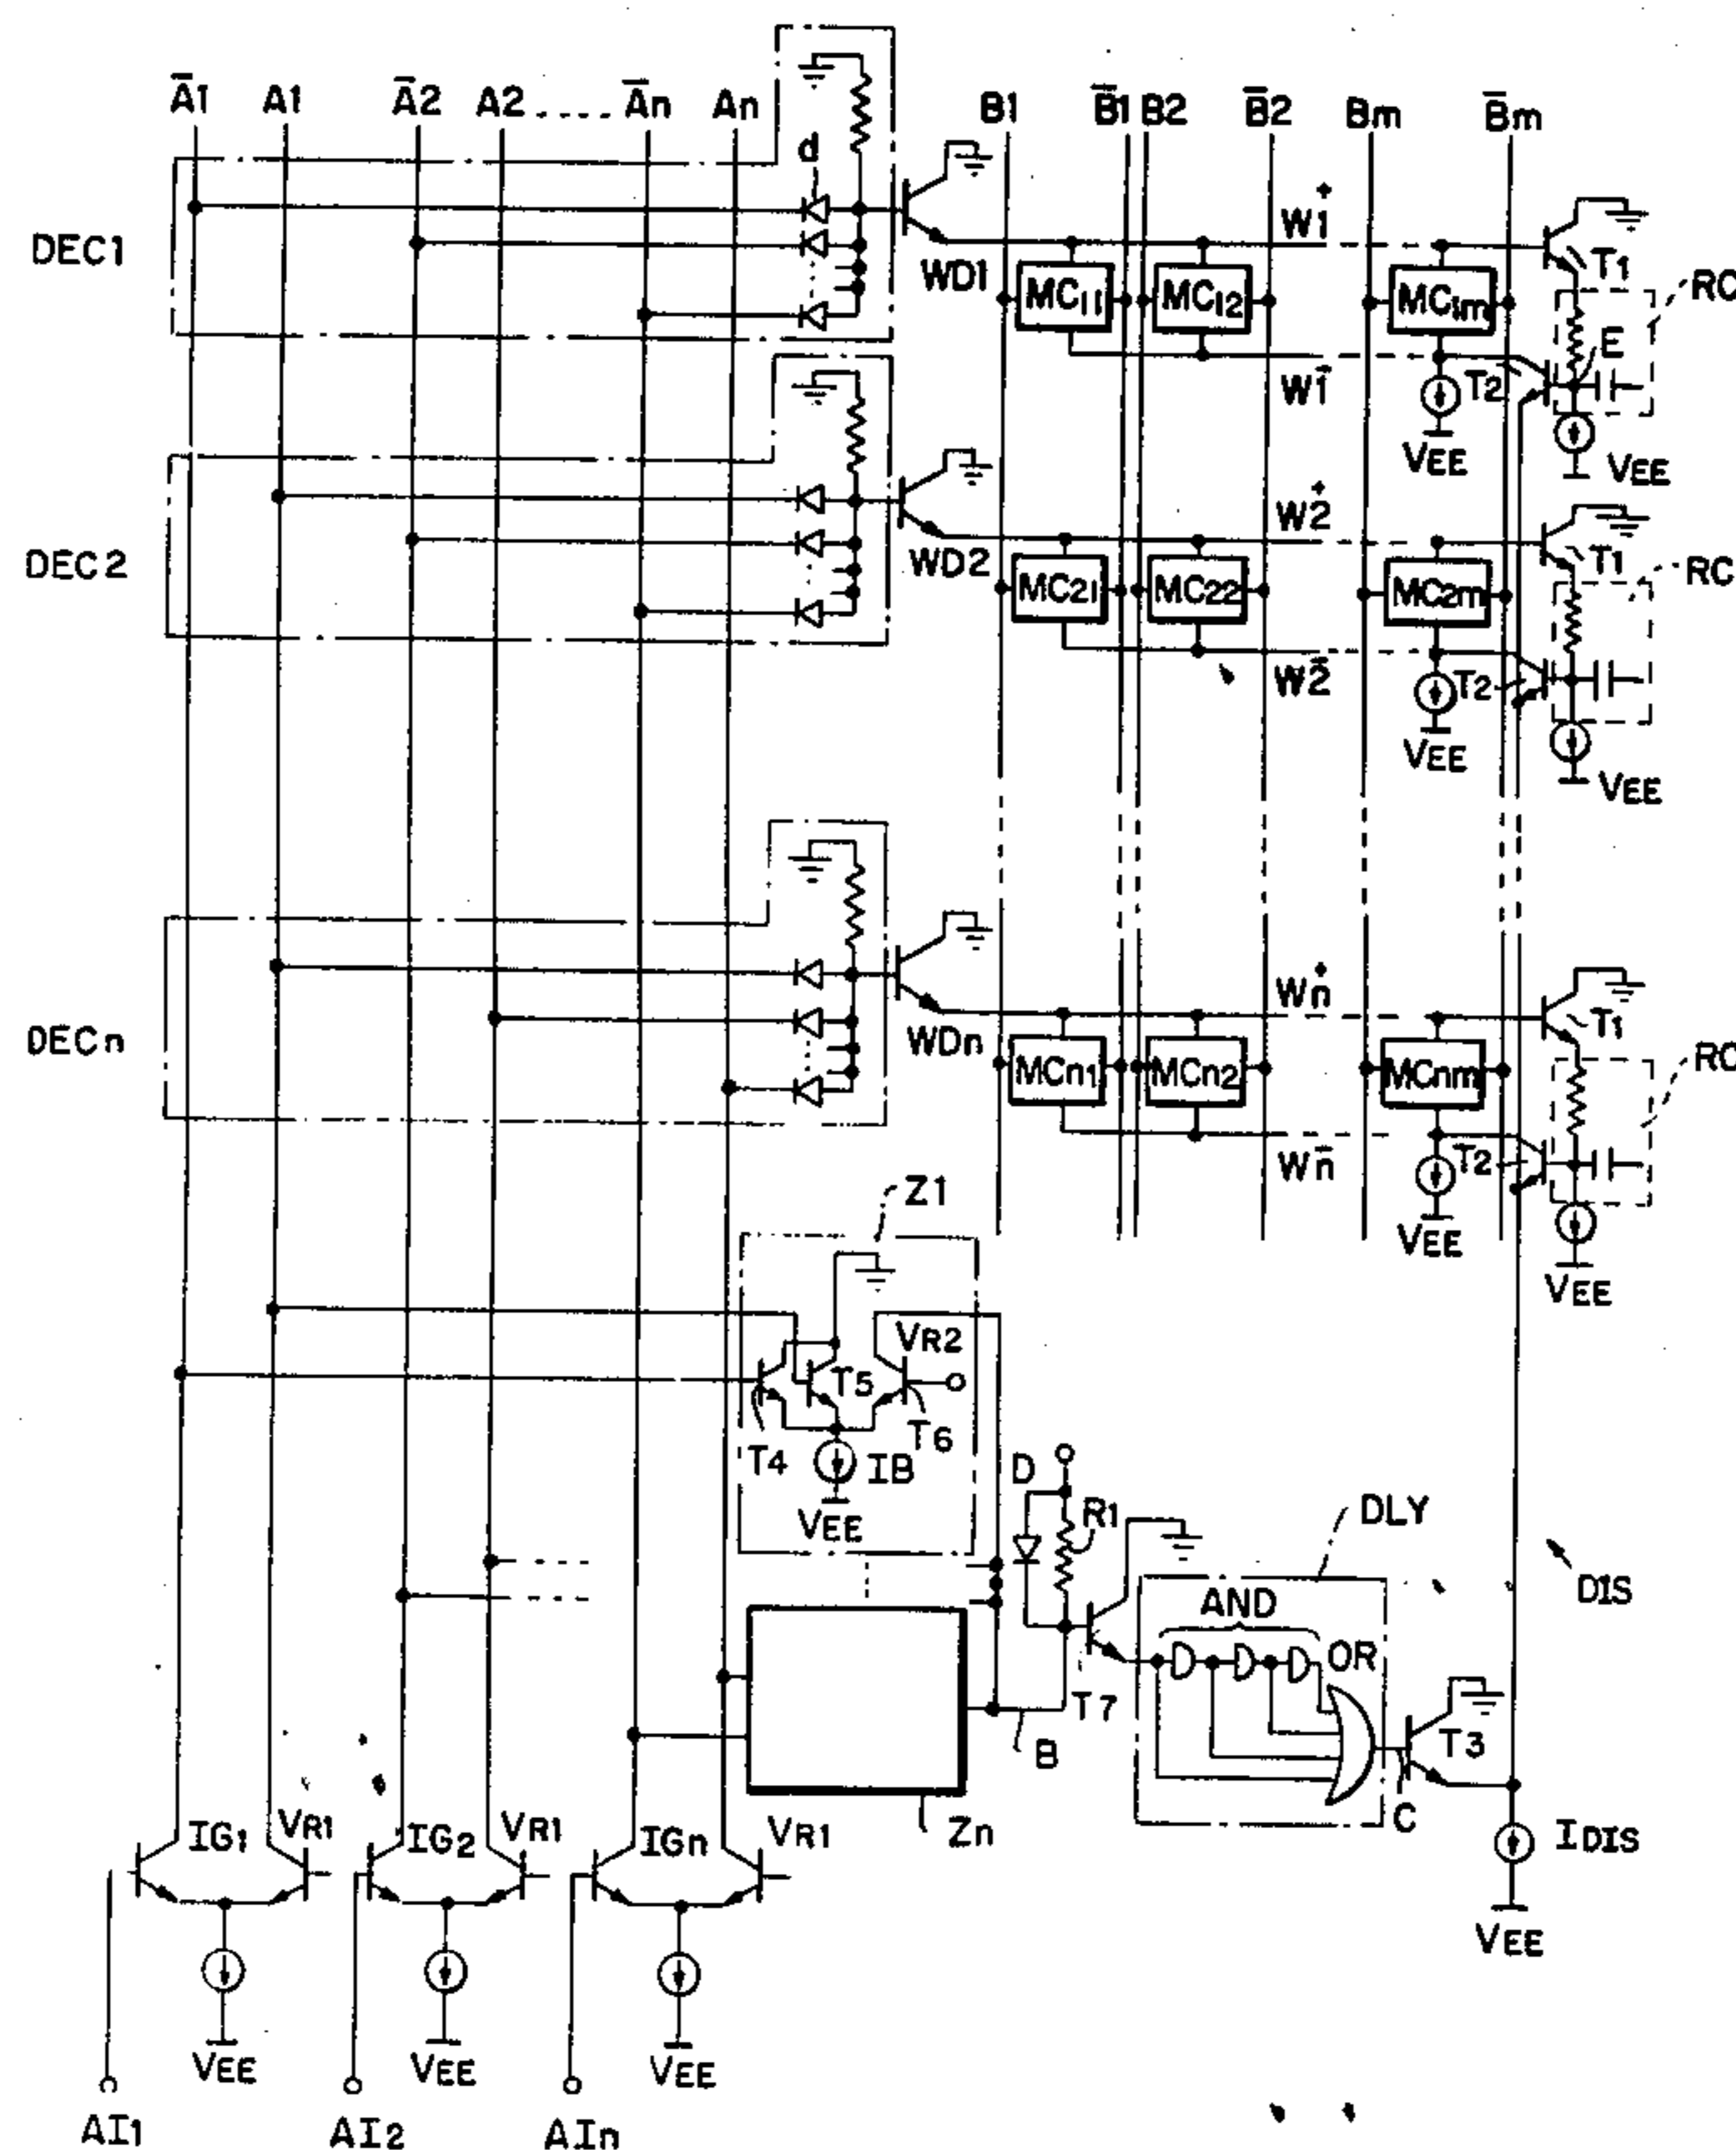 A̅1 A1 A̅2 A2 ---- A̅n An B1 B̅1 B2 B̅2 Bm B̅m
d
DEC1 WD1 W1⁺ T1
MC11 MC12 MC1m RC
W1⁻ T2 E
VEE VEE
DEC2 WD2 W2⁺ T1
MC21 MC22 MC2m RC
W2⁻ T2
VEE VEE
DECn WDn Wn⁺ T1
MCn1 MCn2 MCnm RC
Wn⁻ T2
VEE VEE
Z1
VR2
T5
T4 T6
IB
VEE
D R1 DLY
DIS
AND
OR
T7 T3
B
C
Zn
IG1 VR1 IG2 VR1 IGn VR1
IDIS
VEE
VEE VEE VEE
AI1 AI2 AIn